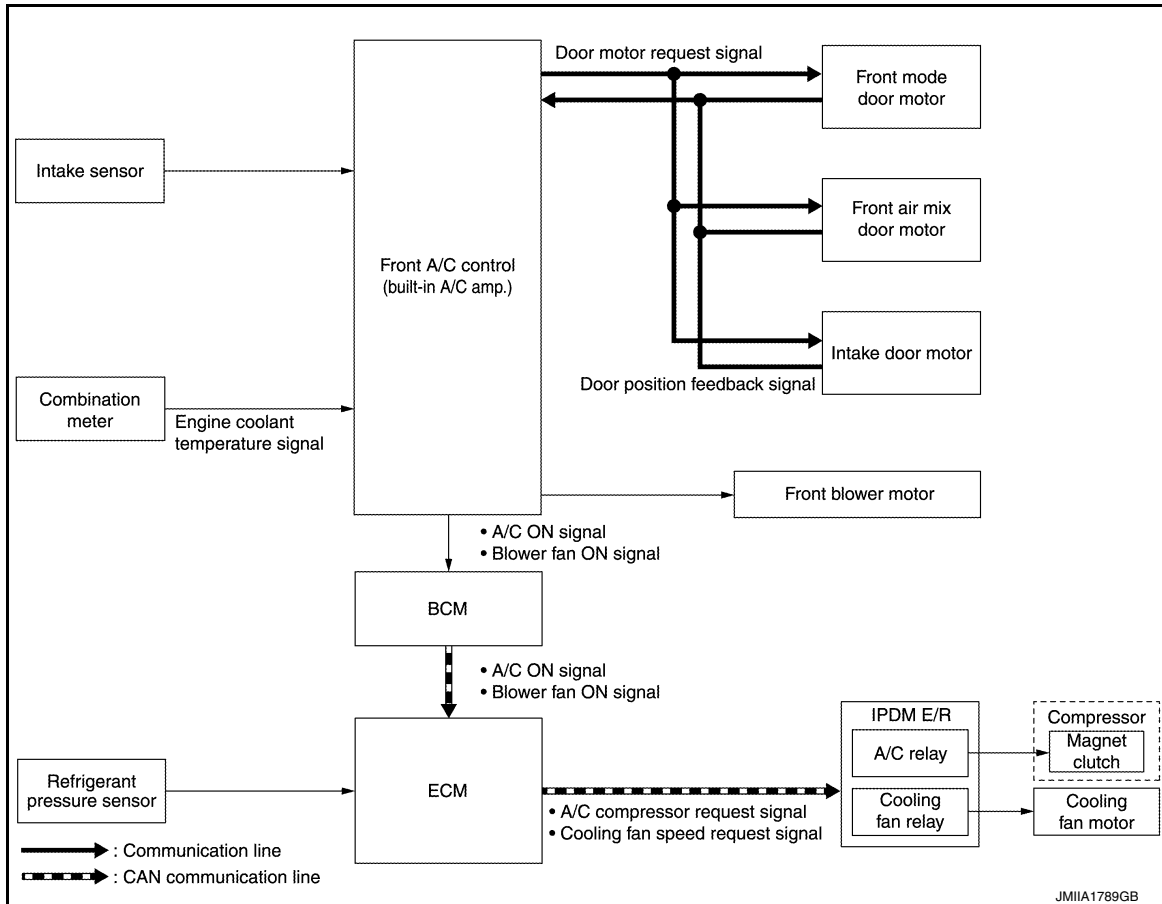 Door motor request signal
Front mode
door motor
Intake sensor
Front air mix
door motor
Front A/C control
(built-in A/C amp.)
Intake door motor
Door position feedback signal
Combination
meter
Engine coolant
temperature signal
Front blower motor
• A/C ON signal
• Blower fan ON signal
BCM
• A/C ON signal
• Blower fan ON signal
IPDM E/R
A/C relay
Cooling
fan relay
Compressor
Magnet
clutch
Cooling
fan motor
Refrigerant
pressure sensor
ECM
• A/C compressor request signal
• Cooling fan speed request signal
: Communication line
: CAN communication line
JMIIA1789GB